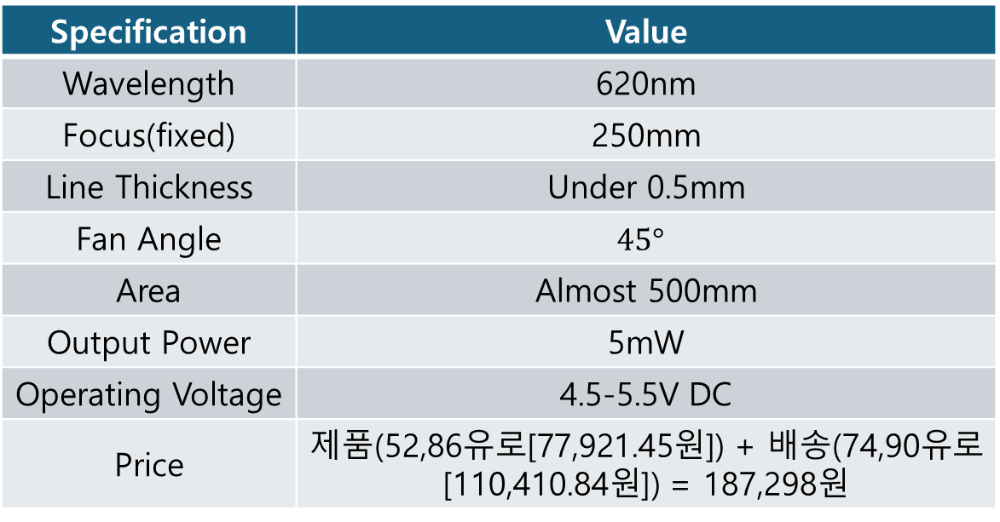 Specification Value
Wavelength 620nm
Focus(fixed) 250mm
Line Thickness Under 0.5mm
Fan Angle 45°
Area Almost 500mm
Output Power 5mW
Operating Voltage 4.5-5.5V DC
Price 제품(52,86유로[77,921.45원]) + 배송(74,90유로
[110,410.84원]) = 187,298원